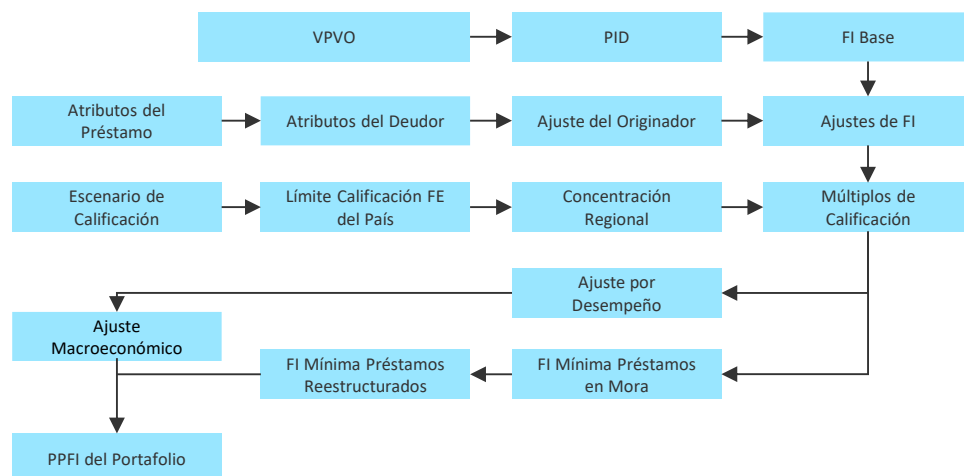 VPVO
PID
FI Base
Atributos del
Préstamo
Atributos del Deudor
Ajuste del Originador
Ajustes de FI
Escenario de
Calificación
Límite Calificación FE
del País
Concentración
Regional
Múltiplos de
Calificación
Ajuste por
Desempeño
Ajuste
Macroeconómico
FI Mínima Préstamos
Reestructurados
FI Mínima Préstamos
en Mora
PPFI del Portafolio